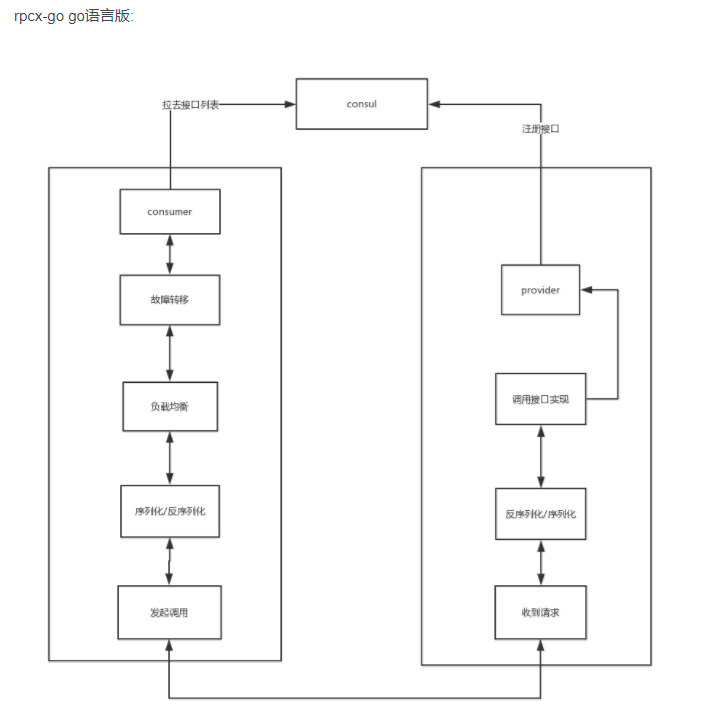 rpcx-go go语言版:
consul
拉去接口列表
注册接口
consumer
故障转移
provider
负载均衡
调用接口实现
序列化/反序列化
反序列化/序列化
发起调用
收到请求